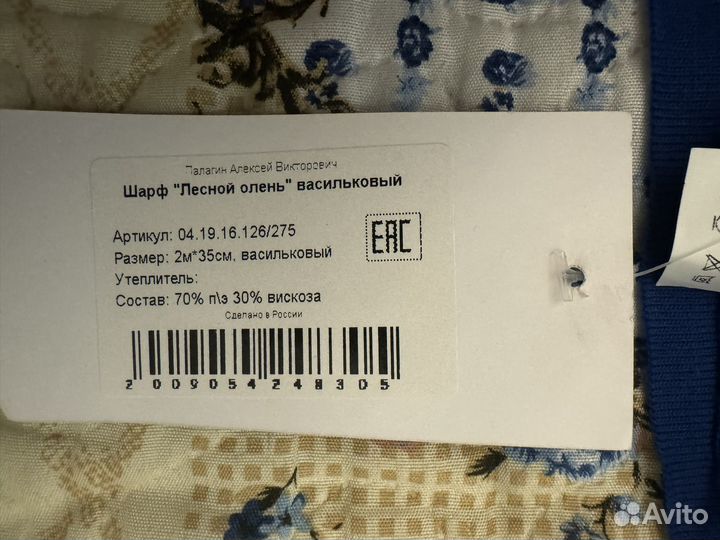 Палагин Алексей Викторович
Шарф "Лесной олень" васильковый
Артикул: 04.19.16.126/275
Размер: 2м*35см, васильковый
Утеплитель:
Состав: 70% п\э 30% вискоза
Сделано в России
EAC
2009054248305
Avito